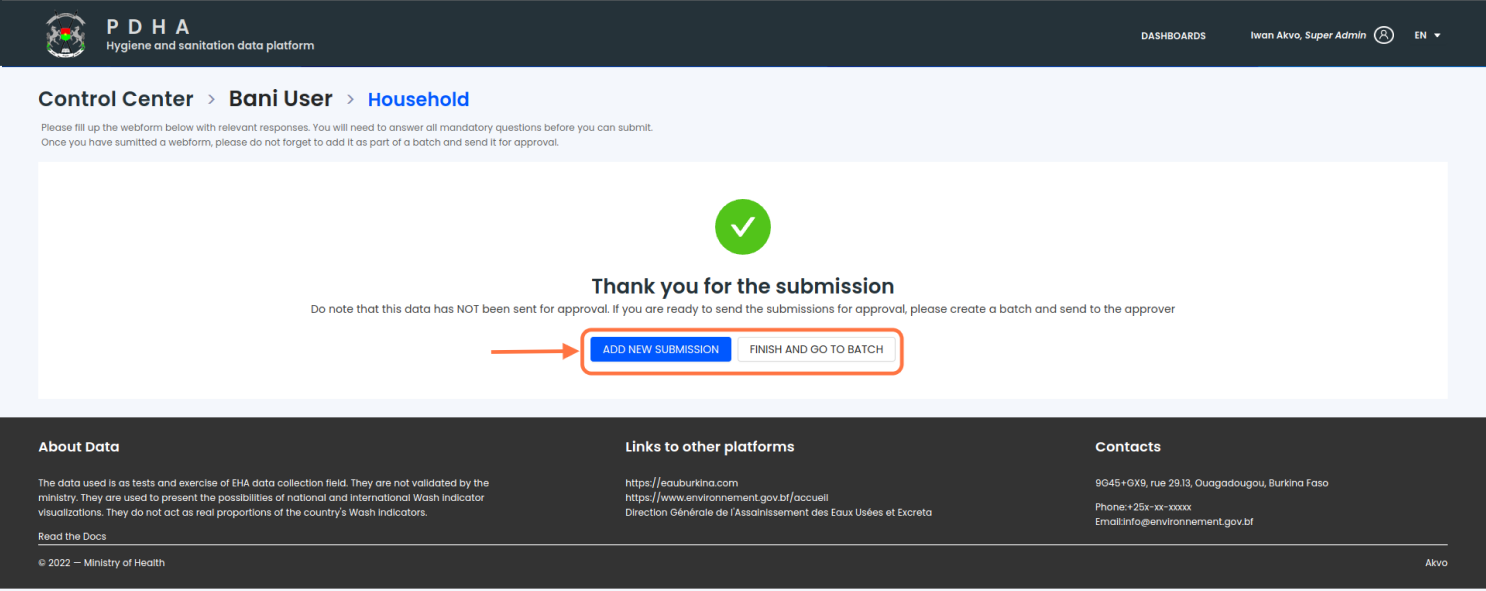 P D H A
Hygiene and sanitation data platform
DASHBOARDS
Iwan Akvo, Super Admin
EN
Control Center > Bani User > Household
Please fill up the webform below with relevant responses. You will need to answer all mandatory questions before you can submit.
Once you have sumitted a webform, please do not forget to add it as part of a batch and send it for approval.
Thank you for the submission
Do note that this data has NOT been sent for approval. If you are ready to send the submissions for approval, please create a batch and send to the approver
ADD NEW SUBMISSION
FINISH AND GO TO BATCH
About Data
The data used is as tests and exercise of EHA data collection field. They are not validated by the
ministry. They are used to present the possibilities of national and international Wash indicator
visualizations. They do not act as real proportions of the country's Wash Indicators.
Read the Docs
Links to other platforms
https://eauburkina.com
https://www.environnement.gov.bf/accueil
Direction Générale de l'Assainissement des Eaux Usées et Excreta
Contacts
9G45+GX9, rue 29.13, Ouagadougou, Burkina Faso
Phone:+25x-xx-xxxxx
Email:info@environnement.gov.bf
© 2022 — Ministry of Health
Akvo